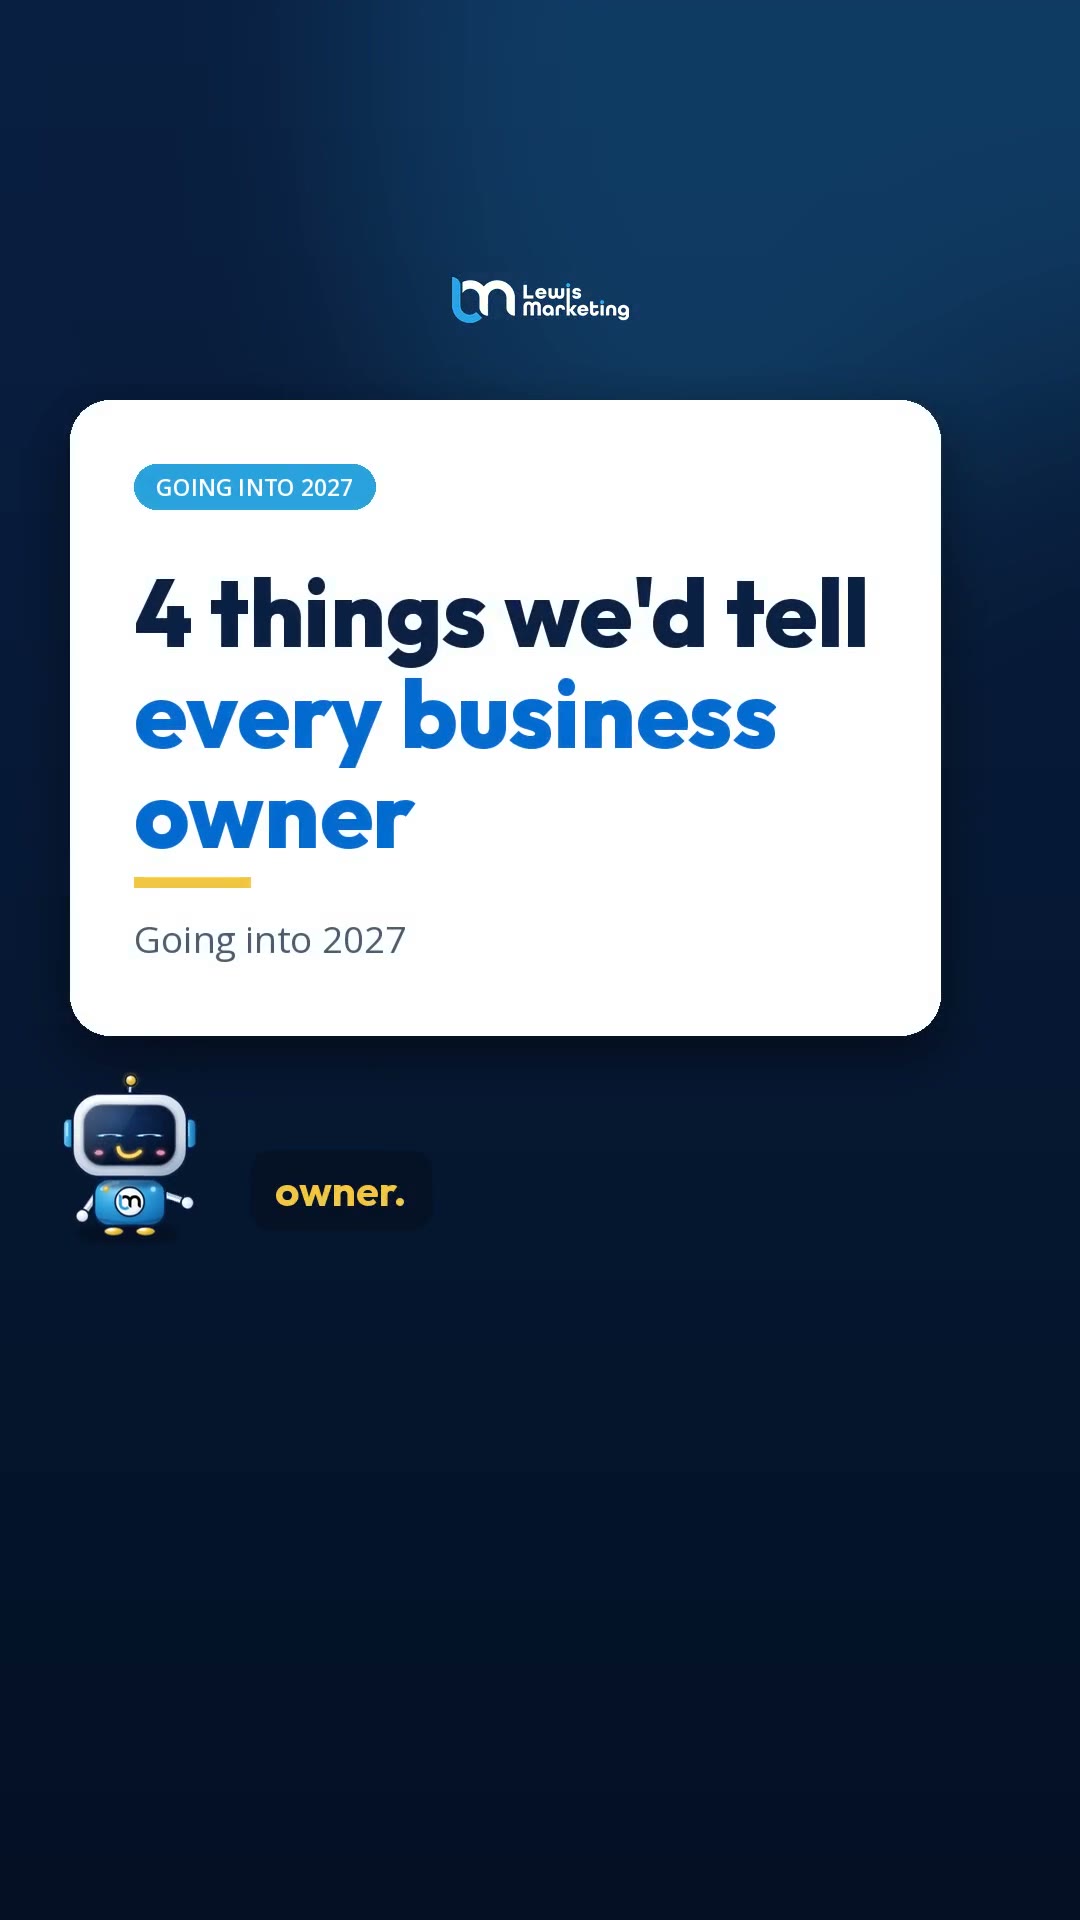 Lewis
Marketing
GOING INTO 2027
4 things we'd tell
every business
owner
Going into 2027
owner.